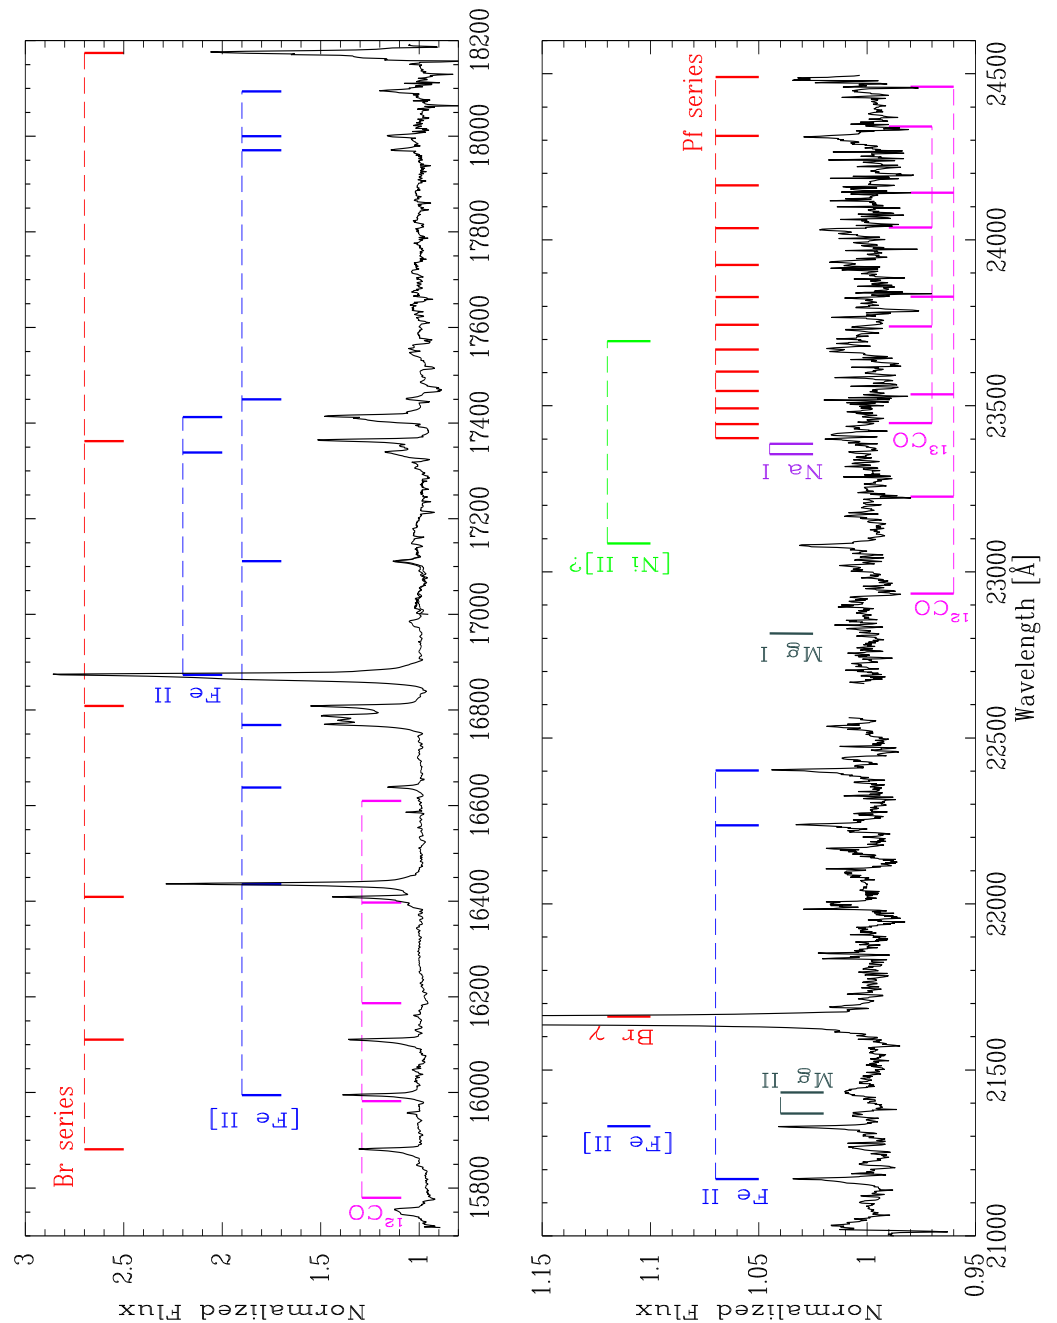 3
2.5
2
1.5
1
Normalized Flux
15800
16000
16200
16400
16600
16800
17000
17200
17400
17600
17800
18000
18200
Br series
Fe II
[Fe II]
¹²CO
1.15
1.1
1.05
1
0.95
Normalized Flux
21000
21500
22000
22500
23000
23500
24000
24500
Wavelength [Å]
Pf series
[Ni II]?
Br γ
[Fe II]
Fe II
Mg II
Mg I
Na I
¹³CO
¹²CO